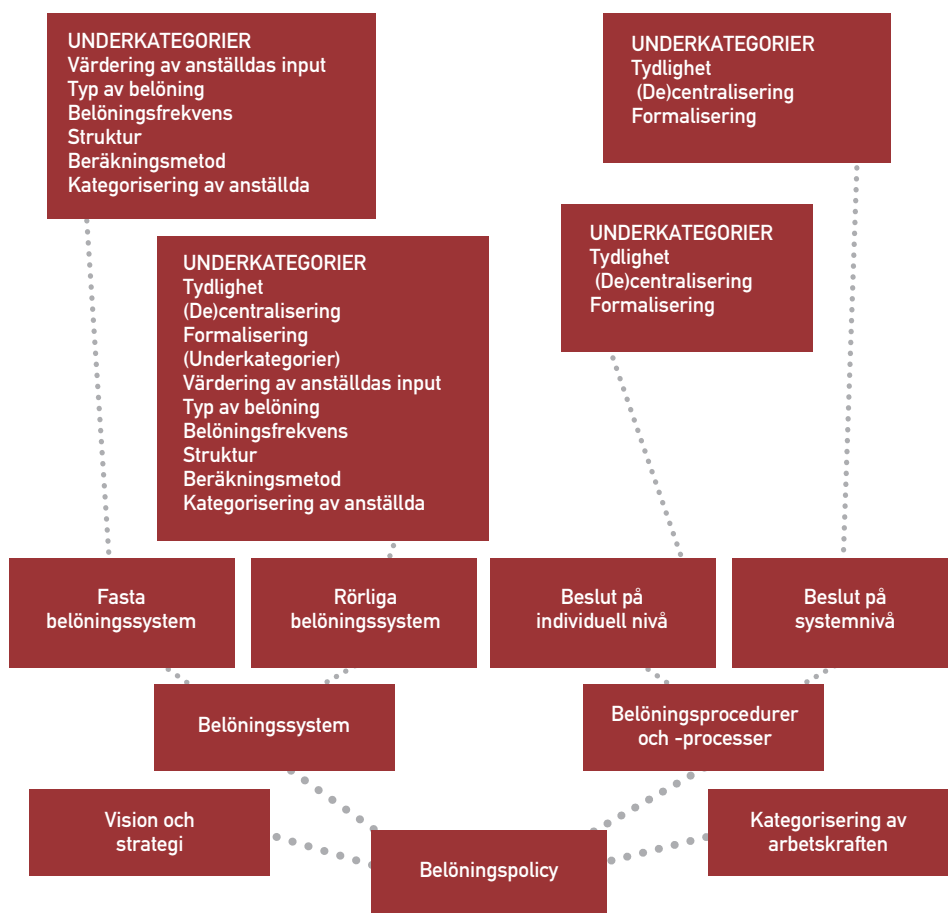 UNDERKATEGORIER
Värdering av anställdas input
Typ av belöning
Belöningsfrekvens
Struktur
Beräkningsmetod
Kategorisering av anställda
UNDERKATEGORIER
Tydlighet
(De)centralisering
Formalisering
UNDERKATEGORIER
Tydlighet
(De)centralisering
Formalisering
UNDERKATEGORIER
Tydlighet
(De)centralisering
Formalisering
(Underkategorier)
Värdering av anställdas input
Typ av belöning
Belöningsfrekvens
Struktur
Beräkningsmetod
Kategorisering av anställda
Fasta
belöningssystem
Rörliga
belöningssystem
Beslut på
individuell nivå
Beslut på
systemnivå
Belöningssystem
Belöningsprocedurer
och -processer
Vision och
strategi
Belöningspolicy
Kategorisering av
arbetskraften